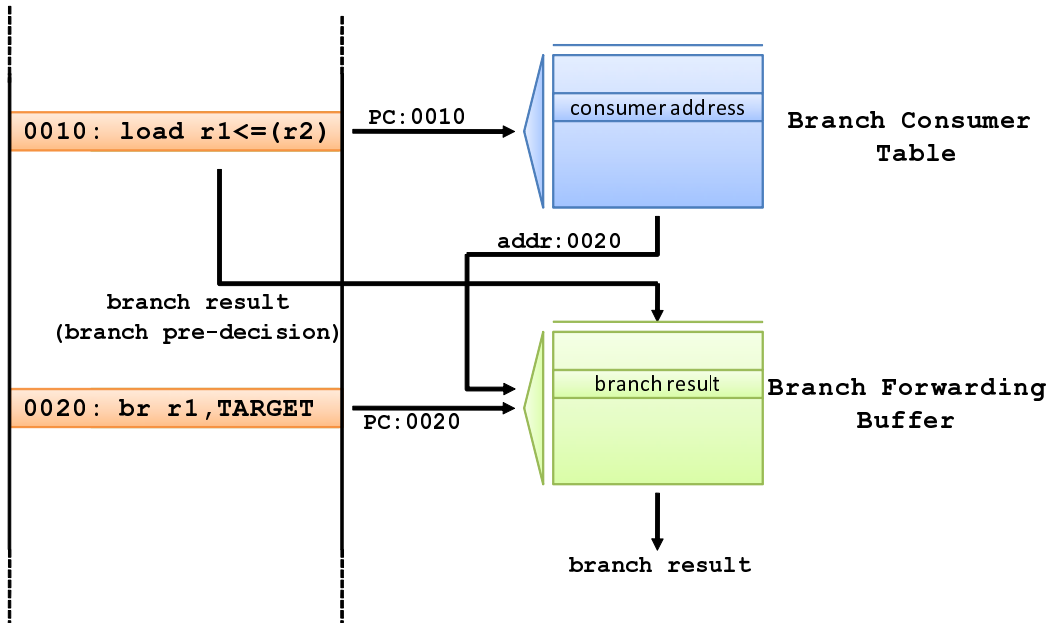 0010: load r1<=(r2)
PC:0010
consumer address
Branch Consumer
Table
addr:0020
branch result
(branch pre-decision)
0020: br r1,TARGET
PC:0020
branch result
Branch Forwarding
Buffer
branch result